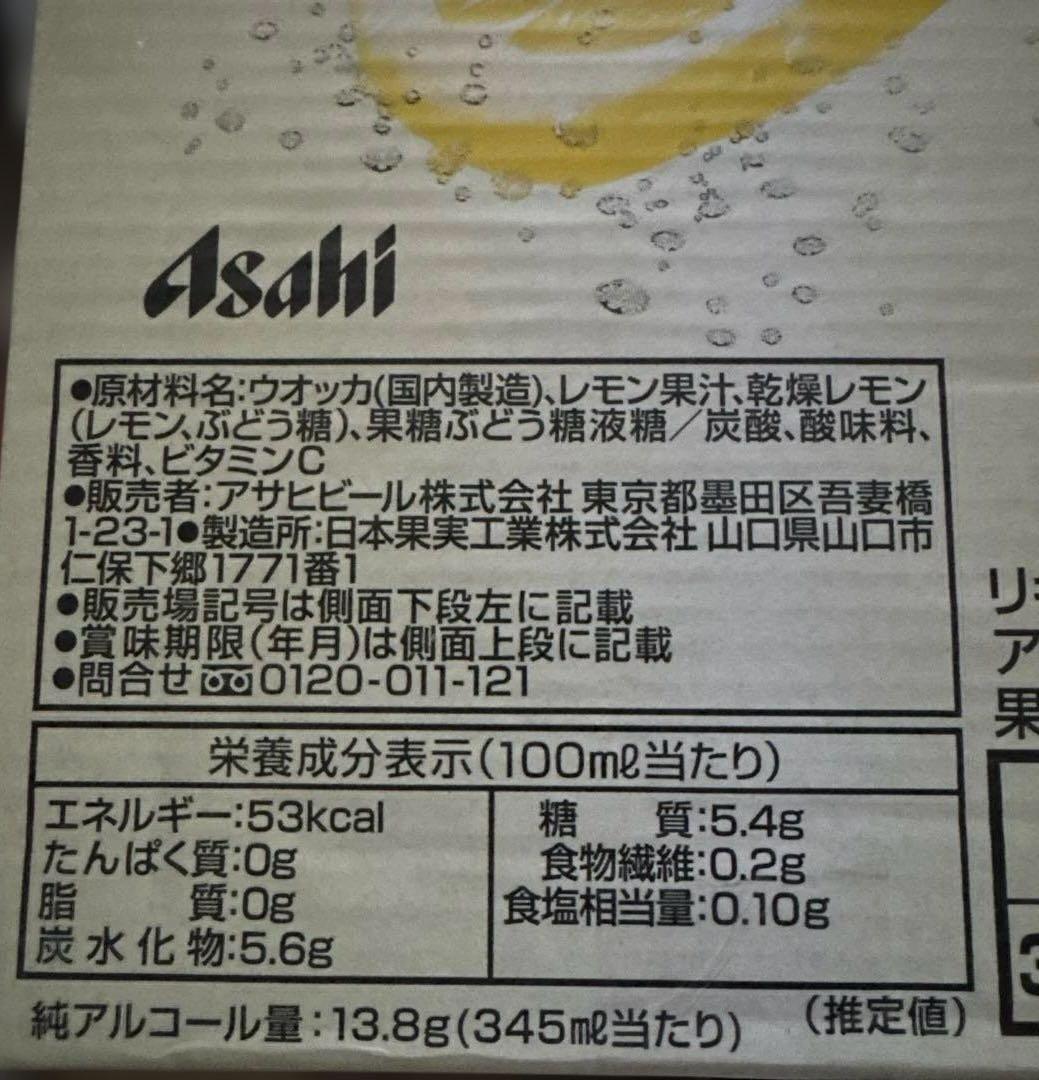 Asahi
●原材料名:ウオッカ(国内製造)、レモン果汁、乾燥レモン
(レモン、ぶどう糖)、果糖ぶどう糖液糖／炭酸、酸味料、
香料、ビタミンC
●販売者:アサヒビール株式会社 東京都墨田区吾妻橋
1-23-1●製造所:日本果実工業株式会社 山口県山口市
仁保下郷1771番1
●販売場記号は側面下段左に記載
●賞味期限(年月)は側面上段に記載
●問合せ 0120-011-121
栄養成分表示(100mℓ当たり)
エネルギー:53kcal
たんぱく質:0g
脂　　質:0g
炭水化物:5.6g
糖　　質:5.4g
食物繊維:0.2g
食塩相当量:0.10g
純アルコール量:13.8g(345mℓ当たり) (推定値)
リ
ア
果
3